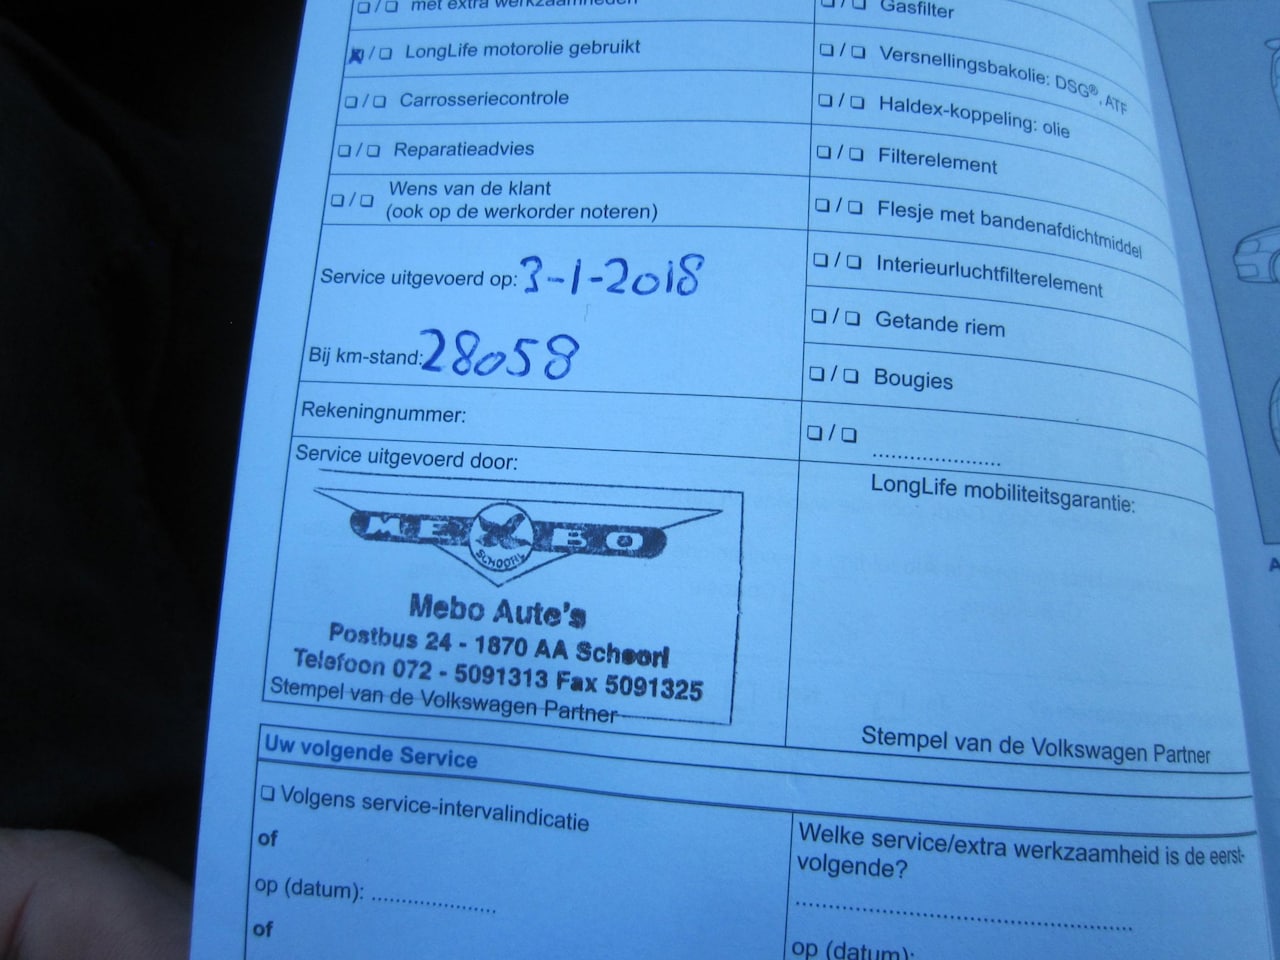 met extra werkzaamheden
LongLife motorolie gebruikt
Carrosseriecontrole
Reparatieadvies
Wens van de klant
(ook op de werkorder noteren)
Service uitgevoerd op: 3-1-2018
Bij km-stand: 28058
Rekeningnummer:
Service uitgevoerd door:
MEBO
SCHOORL
Mebo Auto's
Postbus 24 - 1870 AA Schoorl
Telefoon 072 - 5091313 Fax 5091325
Stempel van de Volkswagen Partner
Gasfilter
Versnellingsbakolie: DSG®, ATF
Haldex-koppeling: olie
Filterelement
Flesje met bandenafdichtmiddel
Interieurluchtfilterelement
Getande riem
Bougies
....................
LongLife mobiliteitsgarantie:
Stempel van de Volkswagen Partner
Uw volgende Service
Volgens service-intervalindicatie
of
op (datum): ....................
of
Welke service/extra werkzaamheid is de eerst-
volgende?
..................................................
op (datum):